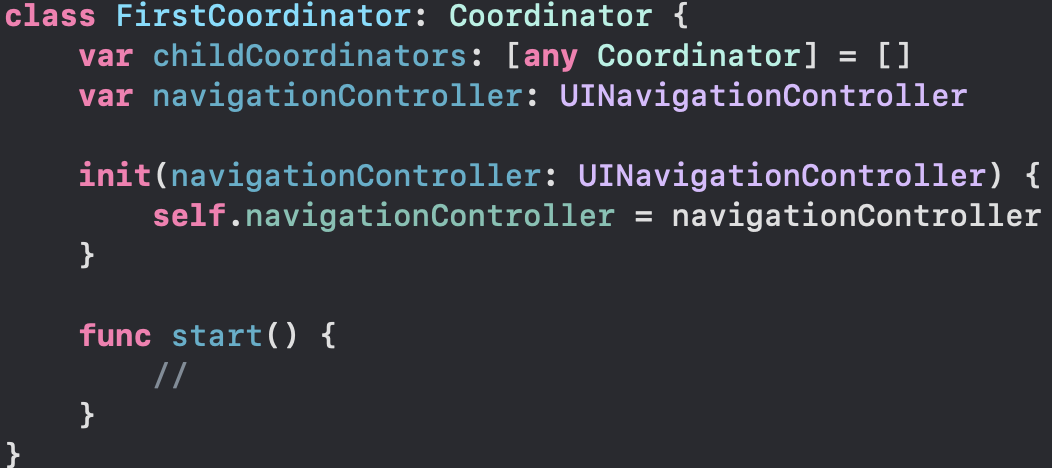 class FirstCoordinator: Coordinator {
    var childCoordinators: [any Coordinator] = []
    var navigationController: UINavigationController

    init(navigationController: UINavigationController) {
        self.navigationController = navigationController
    }

    func start() {
        //
    }
}